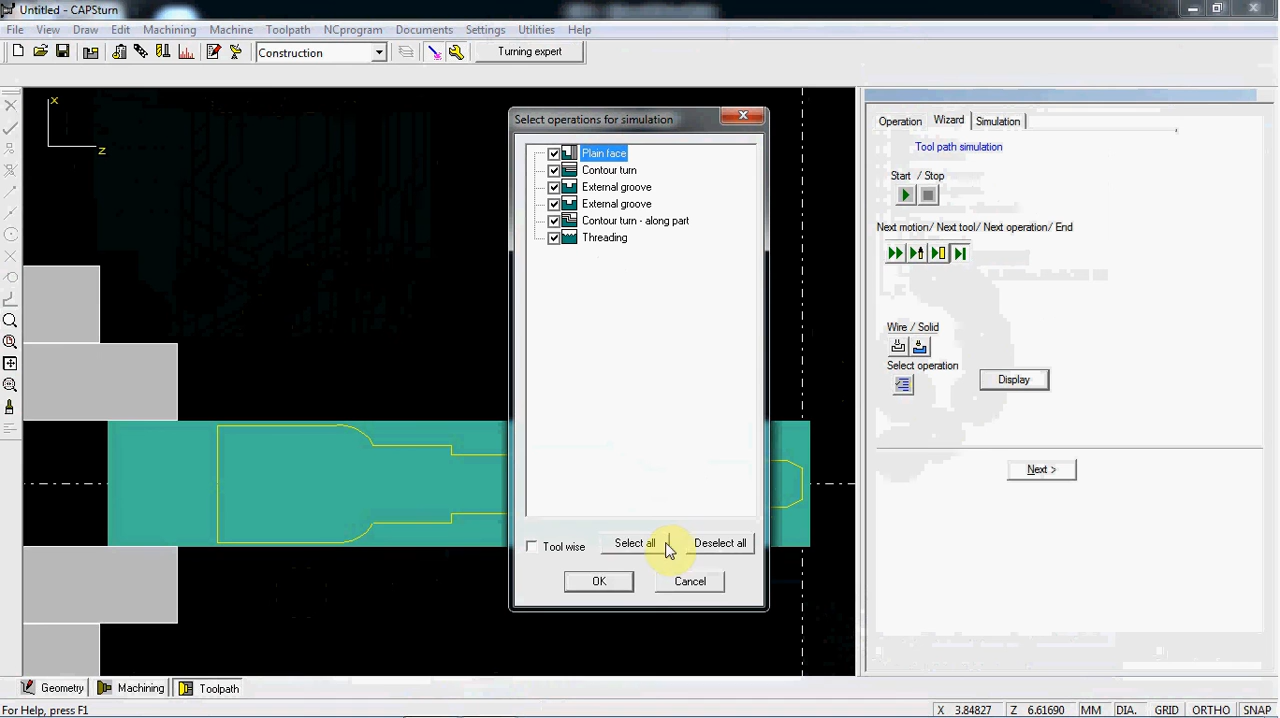 Untitled - CAPSturn
File View Draw Edit Machining Machine Toolpath NCprogram Documents Settings Utilities Help
Construction Turning expert
Select operations for simulation
Plain face
Contour turn
External groove
External groove
Contour turn - along part
Threading
Tool wise Select all Deselect all
OK Cancel
Operation Wizard Simulation
Tool path simulation
Start / Stop
Next motion/ Next tool/ Next operation/ End
Wire / Solid
Select operation
Display
Next >
X
Z
Geometry Machining Toolpath
For Help, press F1 X 3.84827 Z 6.61690 MM DIA. GRID ORTHO SNAP